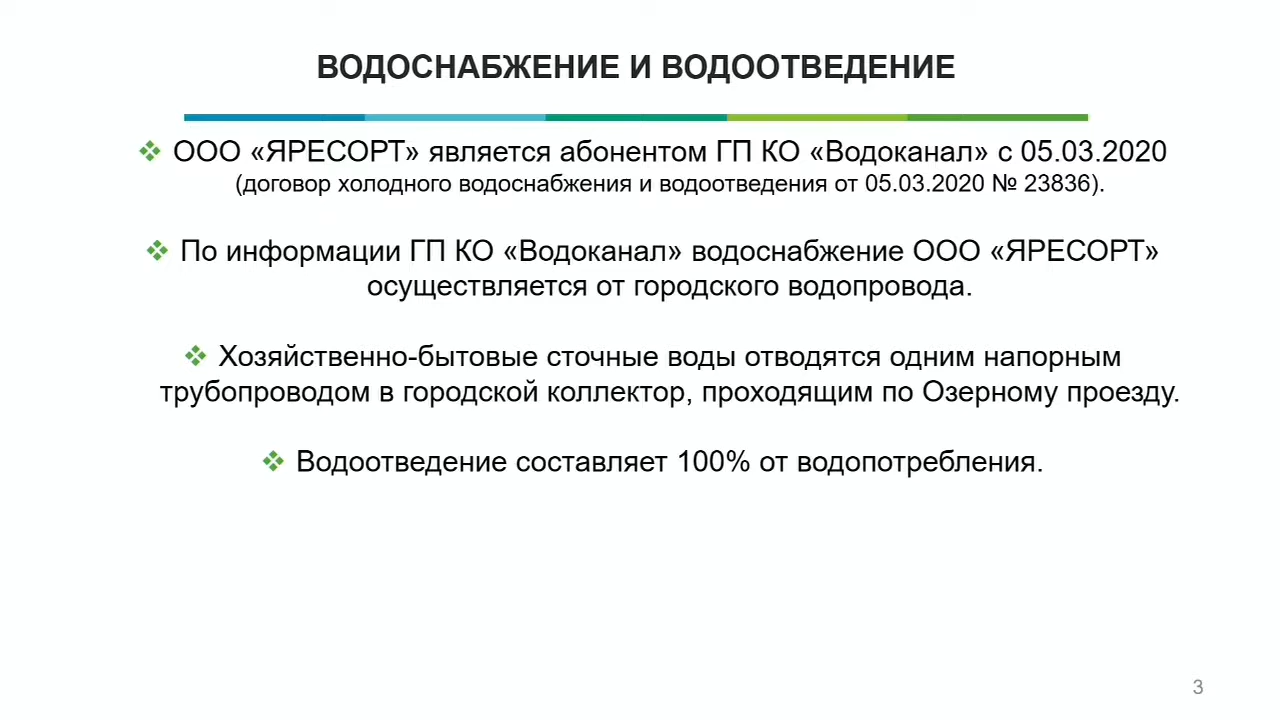 ВОДОСНАБЖЕНИЕ И ВОДООТВЕДЕНИЕ
ООО «ЯРЕСОРТ» является абонентом ГП КО «Водоканал» с 05.03.2020
(договор холодного водоснабжения и водоотведения от 05.03.2020 № 23836).
По информации ГП КО «Водоканал» водоснабжение ООО «ЯРЕСОРТ»
осуществляется от городского водопровода.
Хозяйственно-бытовые сточные воды отводятся одним напорным
трубопроводом в городской коллектор, проходящим по Озерному проезду.
Водоотведение составляет 100% от водопотребления.
3